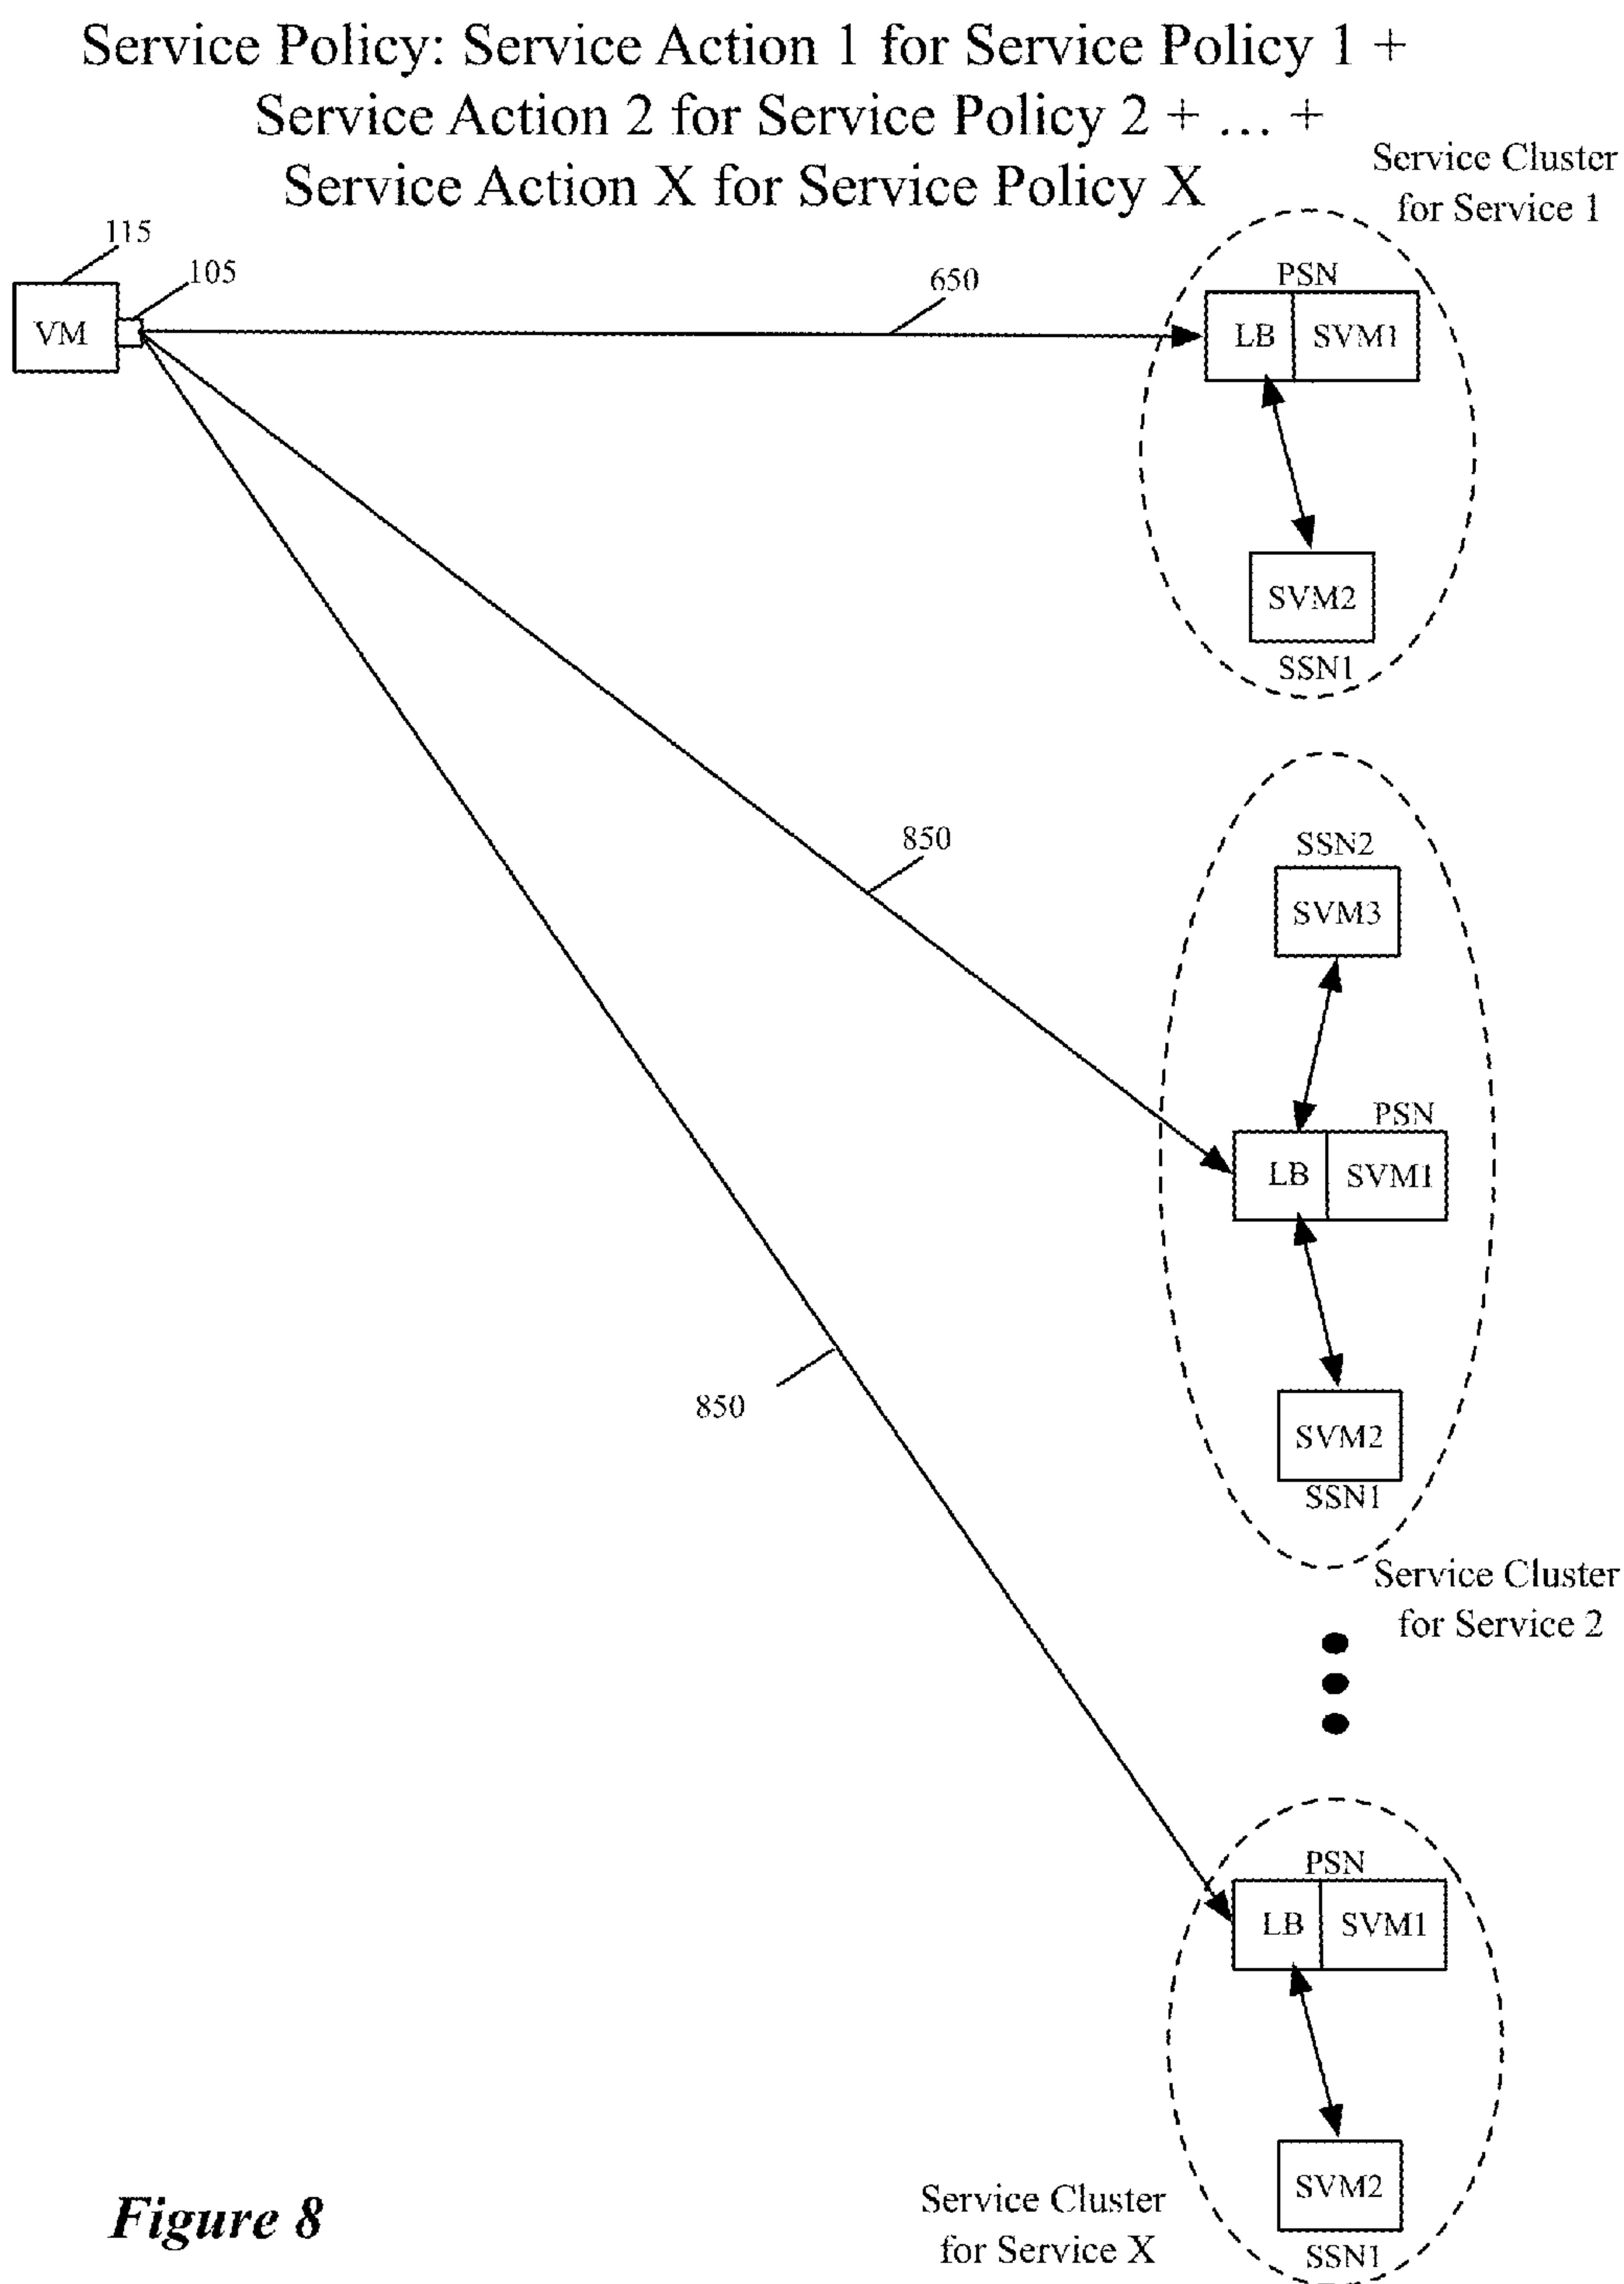 Service Policy: Service Action 1 for Service Policy 1 +
Service Action 2 for Service Policy 2 + ... +
Service Action X for Service Policy X
Service Cluster
for Service 1
115
105
VM
650
PSN
LB
SVM1
SVM2
SSN1
850
SSN2
SVM3
PSN
LB
SVM1
850
SVM2
SSN1
Service Cluster
for Service 2
PSN
LB
SVM1
SVM2
SSN1
Service Cluster
for Service X
Figure 8